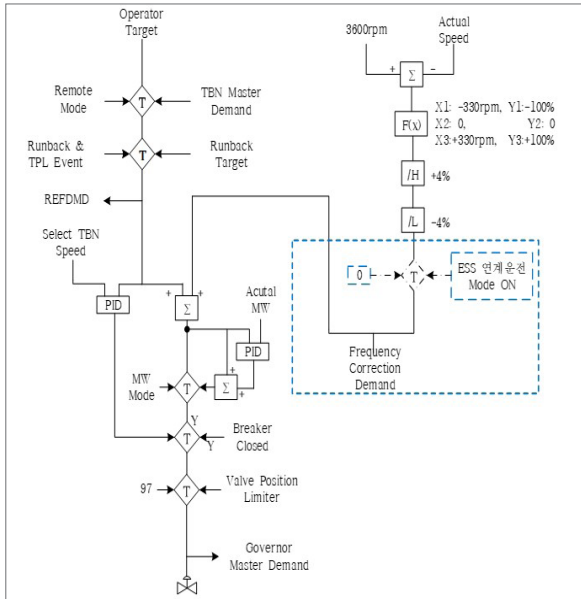 Operator
Target
3600rpm
Actual
Speed
+
-
Σ
Remote
Mode
T
TBN Master
Demand
F(x)
X1: -330rpm, Y1:-100%
X2: 0, Y2: 0
X3:+330rpm, Y3:+100%
Runback &
TPL Event
T
Runback
Target
/H
+4%
REFDMD
/L
-4%
Select TBN
Speed
0
T
ESS 연계운전
Mode ON
PID
+
+
Σ
Acutal
MW
PID
Frequency
Correction
Demand
MW
Mode
T
Σ
+
+
Y
T
Y
Breaker
Closed
97
T
Valve Position
Limiter
Governor
Master Demand